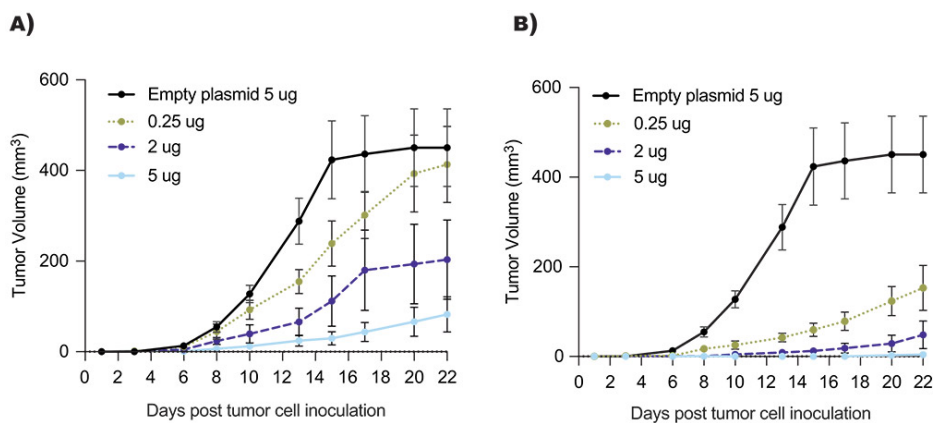 A)
600
400
200
0
Tumor Volume (mm³)
Empty plasmid 5 ug
0.25 ug
2 ug
5 ug
0 2 4 6 8 10 12 14 16 18 20 22
Days post tumor cell inoculation
B)
600
400
200
0
Tumor Volume (mm³)
Empty plasmid 5 ug
0.25 ug
2 ug
5 ug
0 2 4 6 8 10 12 14 16 18 20 22
Days post tumor cell inoculation